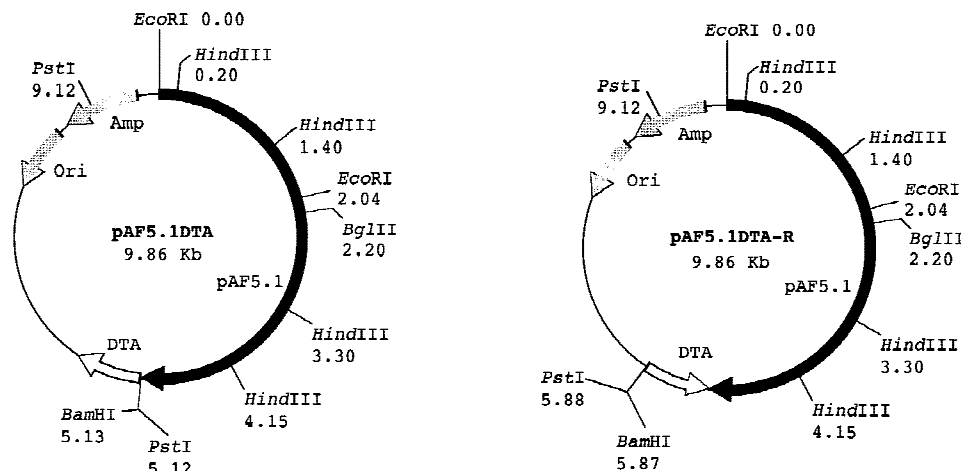 EcoRI 0.00
HindIII
0.20
PstI
9.12
Amp
HindIII
1.40
Ori
EcoRI
2.04
BglII
2.20
pAF5.1DTA
9.86 Kb
pAF5.1
HindIII
3.30
DTA
HindIII
4.15
BamHI
5.13
PstI
5.12
EcoRI 0.00
HindIII
0.20
PstI
9.12
Amp
HindIII
1.40
Ori
EcoRI
2.04
BglII
2.20
pAF5.1DTA-R
9.86 Kb
pAF5.1
HindIII
3.30
DTA
PstI
5.88
HindIII
4.15
BamHI
5.87